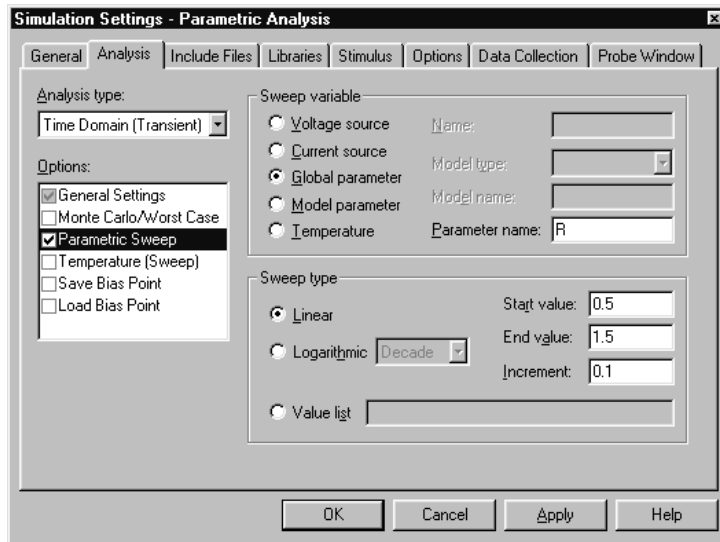 Simulation Settings - Parametric Analysis
General Analysis Include Files Libraries Stimulus Options Data Collection Probe Window
Analysis type:
Time Domain (Transient)
Options:
General Settings
Monte Carlo/Worst Case
Parametric Sweep
Temperature (Sweep)
Save Bias Point
Load Bias Point
Sweep variable
Voltage source
Current source
Global parameter
Model parameter
Temperature
Name:
Model type:
Model name:
Parameter name: R
Sweep type
Linear
Logarithmic Decade
Value list
Start value: 0.5
End value: 1.5
Increment: 0.1
OK Cancel Apply Help